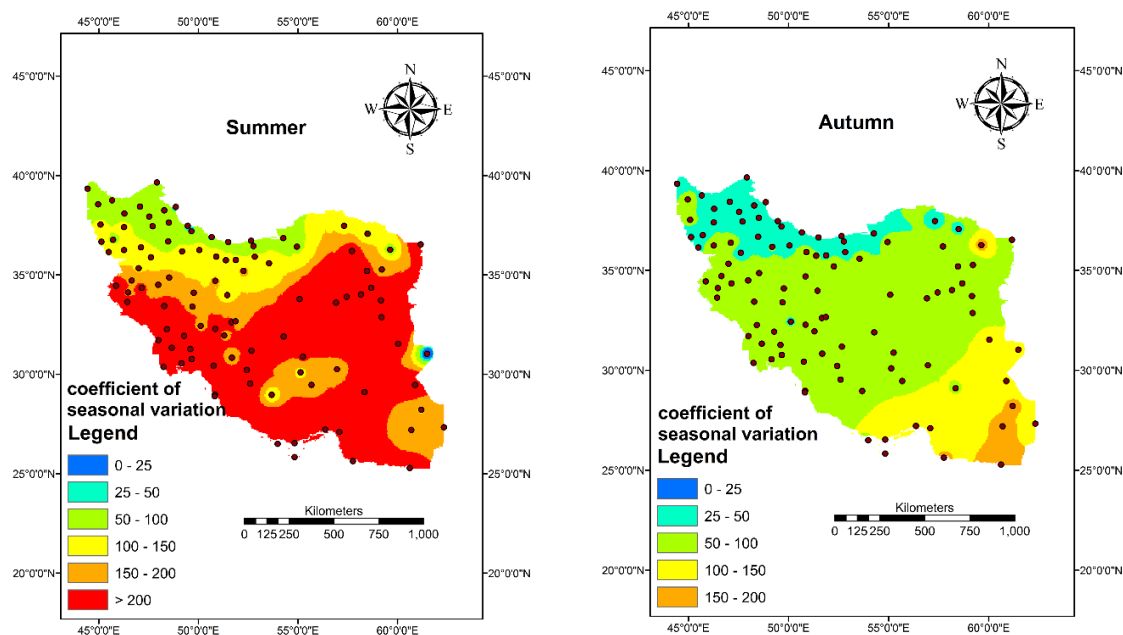 45°0'0"E 50°0'0"E 55°0'0"E 60°0'0"E
45°0'0"N 45°0'0"N
N
W E
S
Summer
40°0'0"N 40°0'0"N
35°0'0"N 35°0'0"N
30°0'0"N 30°0'0"N
25°0'0"N 25°0'0"N
20°0'0"N 20°0'0"N
coefficient of
seasonal variation
Legend
0 - 25
25 - 50
50 - 100
100 - 150
150 - 200
> 200
Kilometers
0 125 250 500 750 1,000
45°0'0"E 50°0'0"E 55°0'0"E 60°0'0"E
45°0'0"E 50°0'0"E 55°0'0"E 60°0'0"E
45°0'0"N 45°0'0"N
N
W E
S
Autumn
40°0'0"N 40°0'0"N
35°0'0"N 35°0'0"N
30°0'0"N 30°0'0"N
25°0'0"N 25°0'0"N
20°0'0"N 20°0'0"N
coefficient of
seasonal variation
Legend
0 - 25
25 - 50
50 - 100
100 - 150
150 - 200
Kilometers
0 125 250 500 750 1,000
45°0'0"E 50°0'0"E 55°0'0"E 60°0'0"E